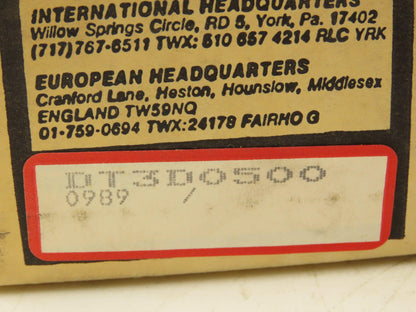 INTERNATIONAL HEADQUARTERS
Willow Springs Circle, RD 5, York, Pa. 17402
(717)767-6511 TWX: 510 657 4214 RLC YRK
EUROPEAN HEADQUARTERS
Cranford Lane, Heston, Hounslow, Middlesex
ENGLAND TW59NQ
01-759-0694 TWX:24178 FAIRHO G
DT3D0500
0989